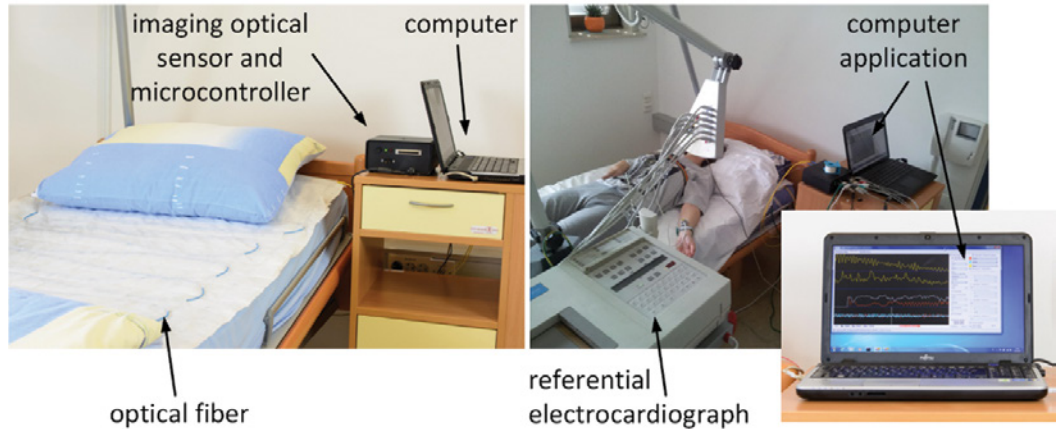 imaging optical
sensor and
microcontroller
computer
computer
application
optical fiber
referential
electrocardiograph